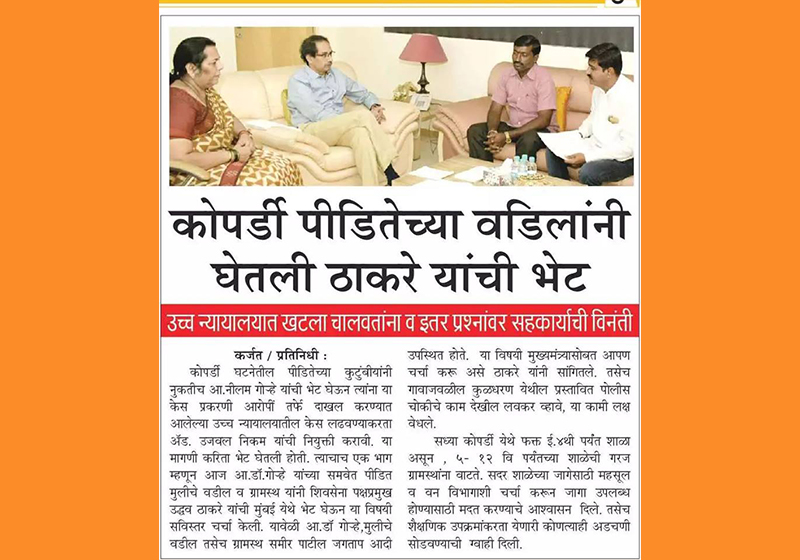 कोपर्डी पीडितेच्या वडिलांनी
घेतली ठाकरे यांची भेट
उच्च न्यायालयात खटला चालवतांना व इतर प्रश्नांवर सहकार्याची विनंती
कर्जत / प्रतिनिधी :
कोपर्डी घटनेतील पीडितेच्या कुटुंबीयांनी
नुकतीच आ.नीलम गोऱ्हे यांची भेट घेऊन त्यांना या
केस प्रकरणी आरोपीं तर्फे दाखल करण्यात
आलेल्या उच्च न्यायालयातील केस लढवण्याकरता
ॲड. उजवल निकम यांची नियुक्ती करावी. या
मागणी करिता भेट घेतली होती. त्याचाच एक भाग
म्हणून आज आ.डॉ.गोऱ्हे यांच्या समवेत पीडित
मुलीचे वडील व ग्रामस्थ यांनी शिवसेना पक्षप्रमुख
उद्धव ठाकरे यांची मुंबई येथे भेट घेऊन या विषयी
सविस्तर चर्चा केली. यावेळी आ.डॉ गोऱ्हे,मुलीचे
वडील तसेच ग्रामस्थ समीर पाटील जगताप आदी
उपस्थित होते. या विषयी मुख्यमंत्र्यासोबत आपण
चर्चा करू असे ठाकरे यांनी सांगितले. तसेच
गावाजवळील कुळधरण येथील प्रस्तावित पोलीस
चोकीचे काम देखील लवकर व्हावे, या कामी लक्ष
वेधले.
सध्या कोपर्डी येथे फक्त ई.४थी पर्यंत शाळा
असून , ५- १२ वि पर्यंतच्या शाळेची गरज
ग्रामस्थांना वाटते. सदर शाळेच्या जागेसाठी महसूल
व वन विभागाशी चर्चा करून जागा उपलब्ध
होण्यासाठी मदत करण्याचे आश्वासन दिले. तसेच
शैक्षणिक उपक्रमांकरता येणारी कोणत्याही अडचणी
सोडवण्याची ग्वाही दिली.